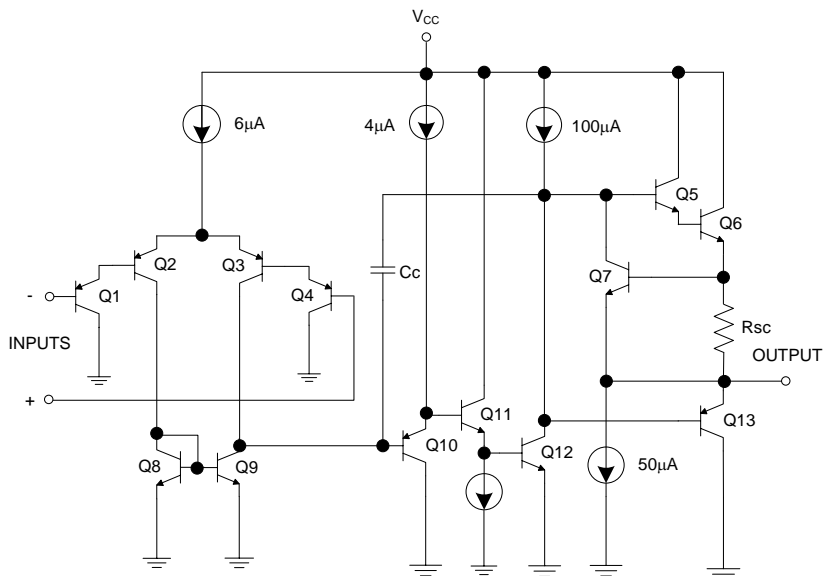 VCC
6µA
4µA
100µA
Q5
Q6
Q2
Q3
Q1
Q4
Cc
Q7
-
INPUTS
+
Rsc
OUTPUT
Q8
Q9
Q10
Q11
Q12
50µA
Q13